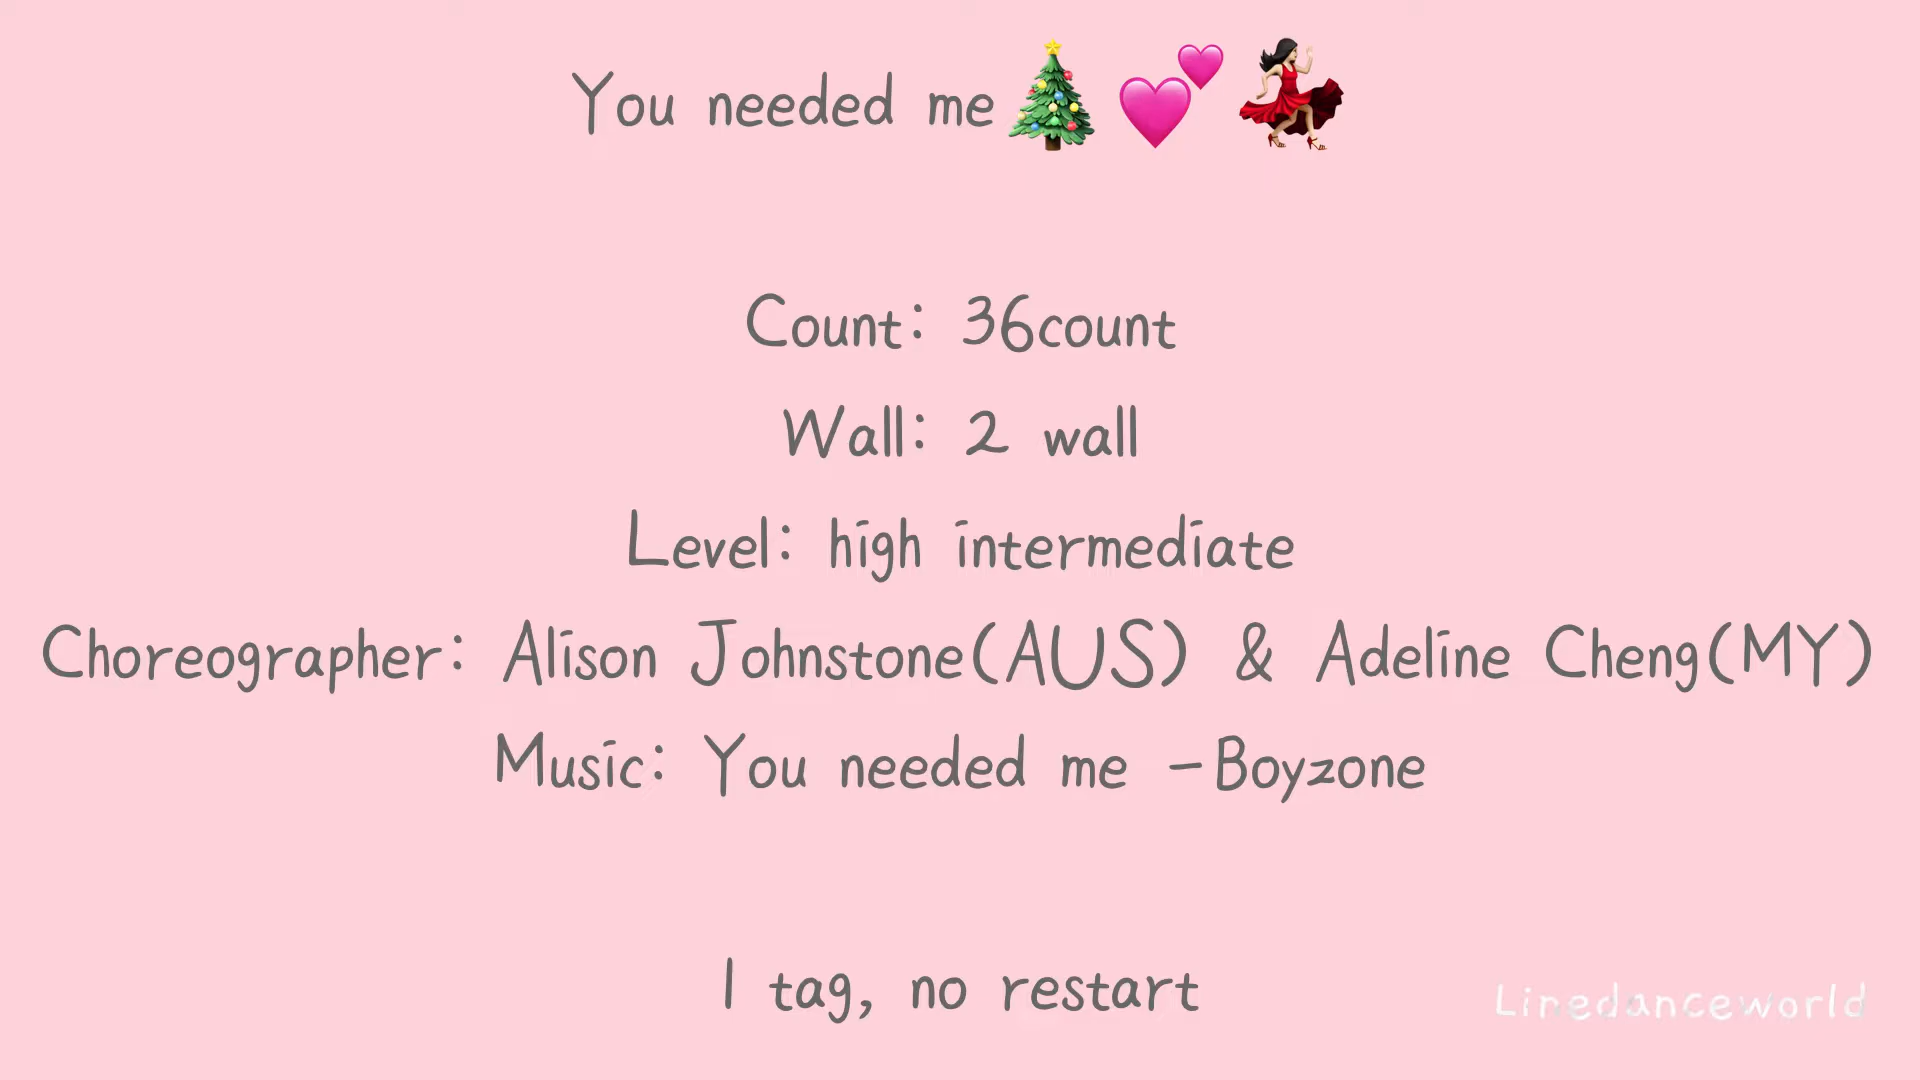 You needed me🎄💕💃🏻
Count: 36count
Wall: 2 wall
Level: high intermediate
Choreographer: Alison Johnstone(AUS) & Adeline Cheng(MY)
Music: You needed me -Boyzone
1 tag, no restart
Linedanceworld